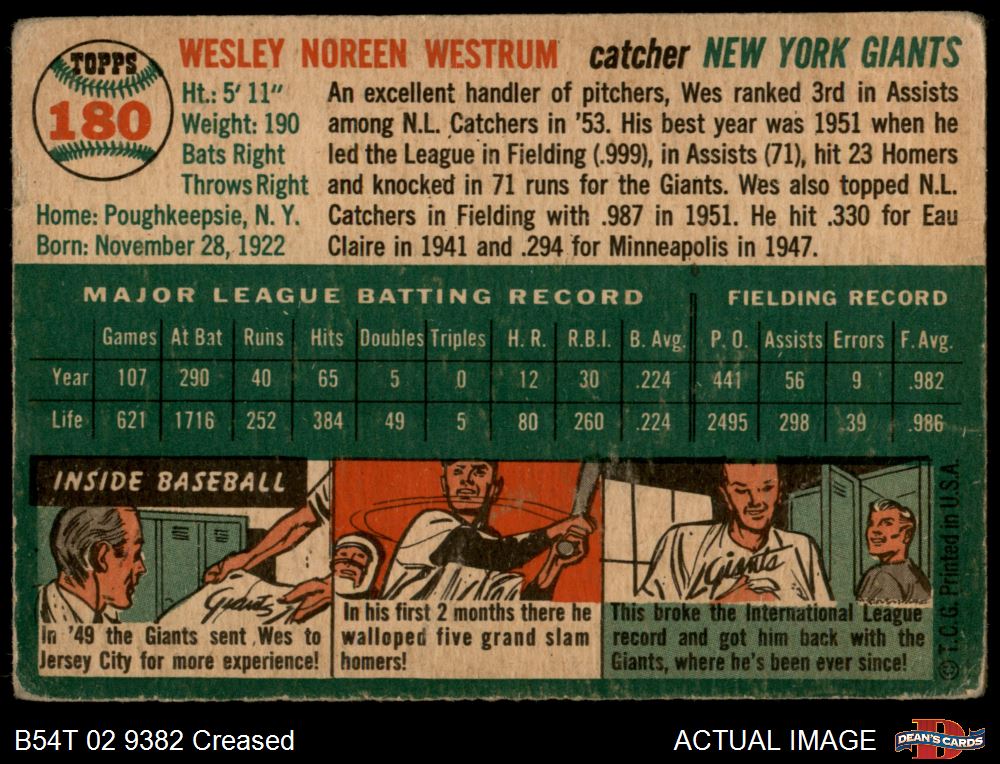 TOPPS
180
WESLEY NOREEN WESTRUM catcher NEW YORK GIANTS
Ht.: 5' 11"
Weight: 190
Bats Right
Throws Right
Home: Poughkeepsie, N. Y.
Born: November 28, 1922
An excellent handler of pitchers, Wes ranked 3rd in Assists
among N.L. Catchers in '53. His best year was 1951 when he
led the League in Fielding (.999), in Assists (71), hit 23 Homers
and knocked in 71 runs for the Giants. Wes also topped N.L.
Catchers in Fielding with .987 in 1951. He hit .330 for Eau
Claire in 1941 and .294 for Minneapolis in 1947.
MAJOR LEAGUE BATTING RECORD FIELDING RECORD
Games At Bat Runs Hits Doubles Triples H. R. R.B.I. B. Avg. P. O. Assists Errors F. Avg.
Year 107 290 40 65 5 0 12 30 .224 441 56 9 .982
Life 621 1716 252 384 49 5 80 260 .224 2495 298 39 .986
INSIDE BASEBALL
Giants
In '49 the Giants sent Wes to
Jersey City for more experience!
In his first 2 months there he
walloped five grand slam
homers!
Giants
This broke the International League
record and got him back with the
Giants, where he's been ever since!
© T.C.G. Printed in U.S.A.
B54T 02 9382 Creased
ACTUAL IMAGE
DEAN'S CARDS